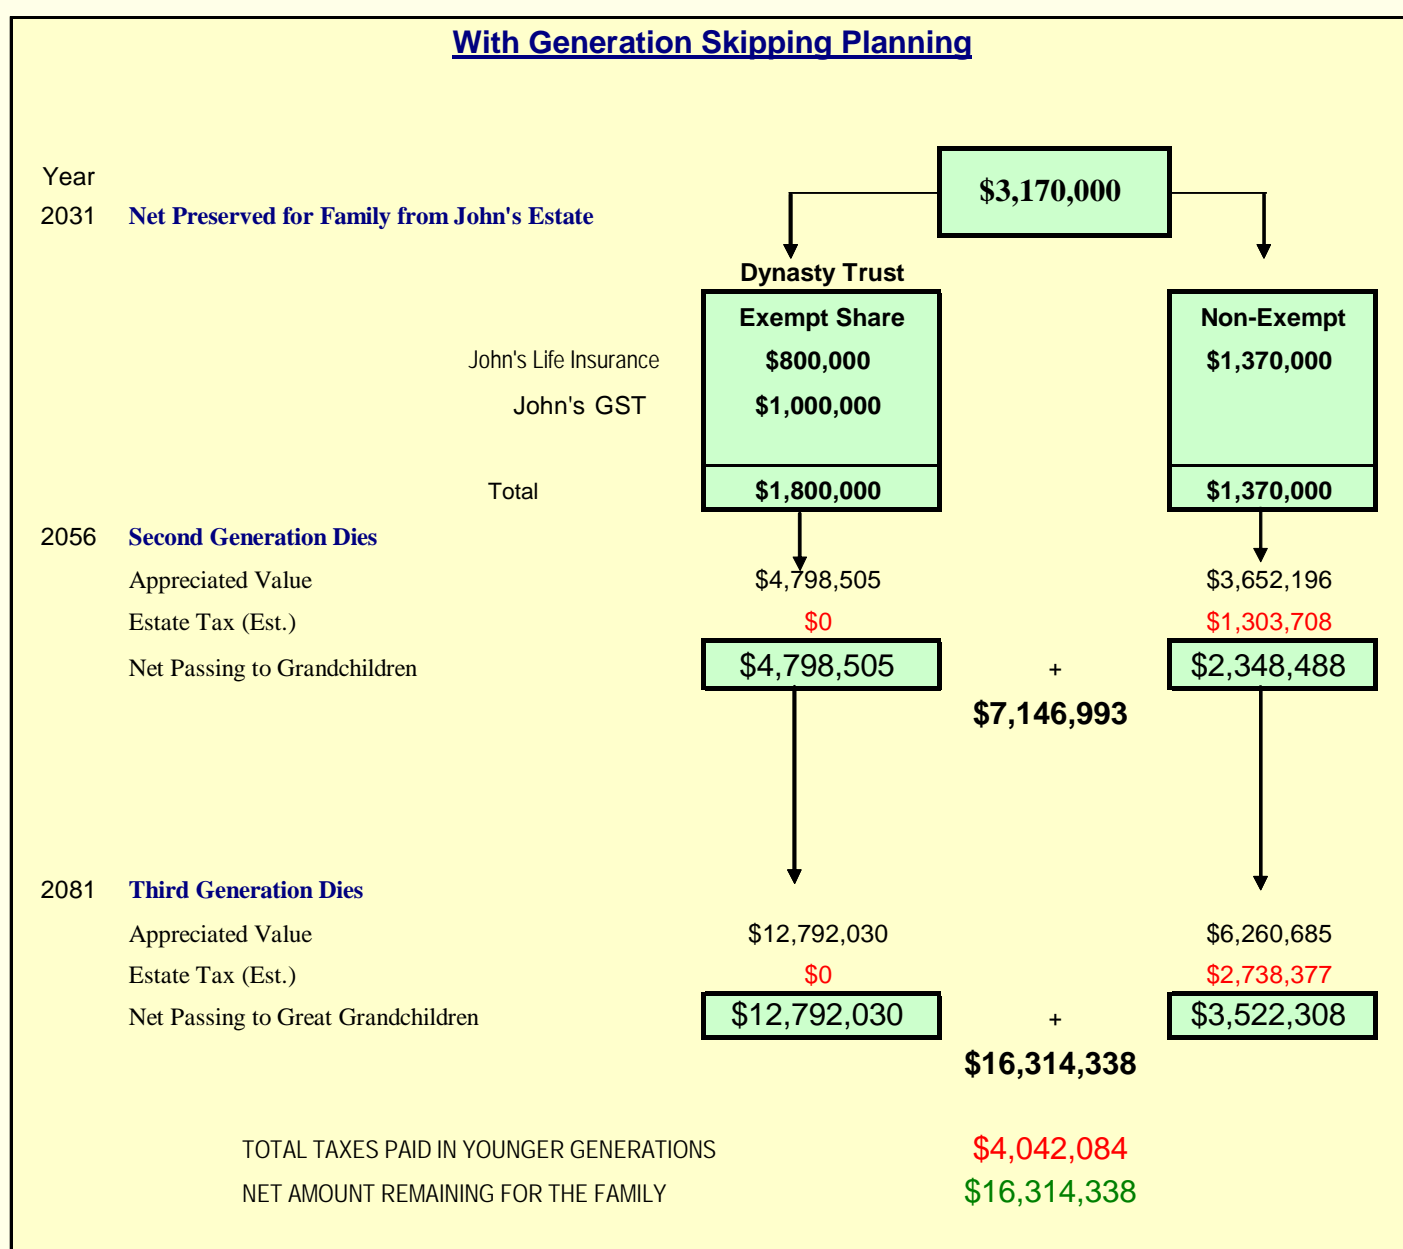 With Generation Skipping Planning
Year
$3,170,000
2031 Net Preserved for Family from John's Estate
Dynasty Trust
Exempt Share Non-Exempt
John's Life Insurance $800,000 $1,370,000
John's GST $1,000,000
Total $1,800,000 $1,370,000
2056 Second Generation Dies
Appreciated Value $4,798,505 $3,652,196
Estate Tax (Est.) $0 $1,303,708
Net Passing to Grandchildren $4,798,505 + $2,348,488
$7,146,993
2081 Third Generation Dies
Appreciated Value $12,792,030 $6,260,685
Estate Tax (Est.) $0 $2,738,377
Net Passing to Great Grandchildren $12,792,030 + $3,522,308
$16,314,338
TOTAL TAXES PAID IN YOUNGER GENERATIONS $4,042,084
NET AMOUNT REMAINING FOR THE FAMILY $16,314,338